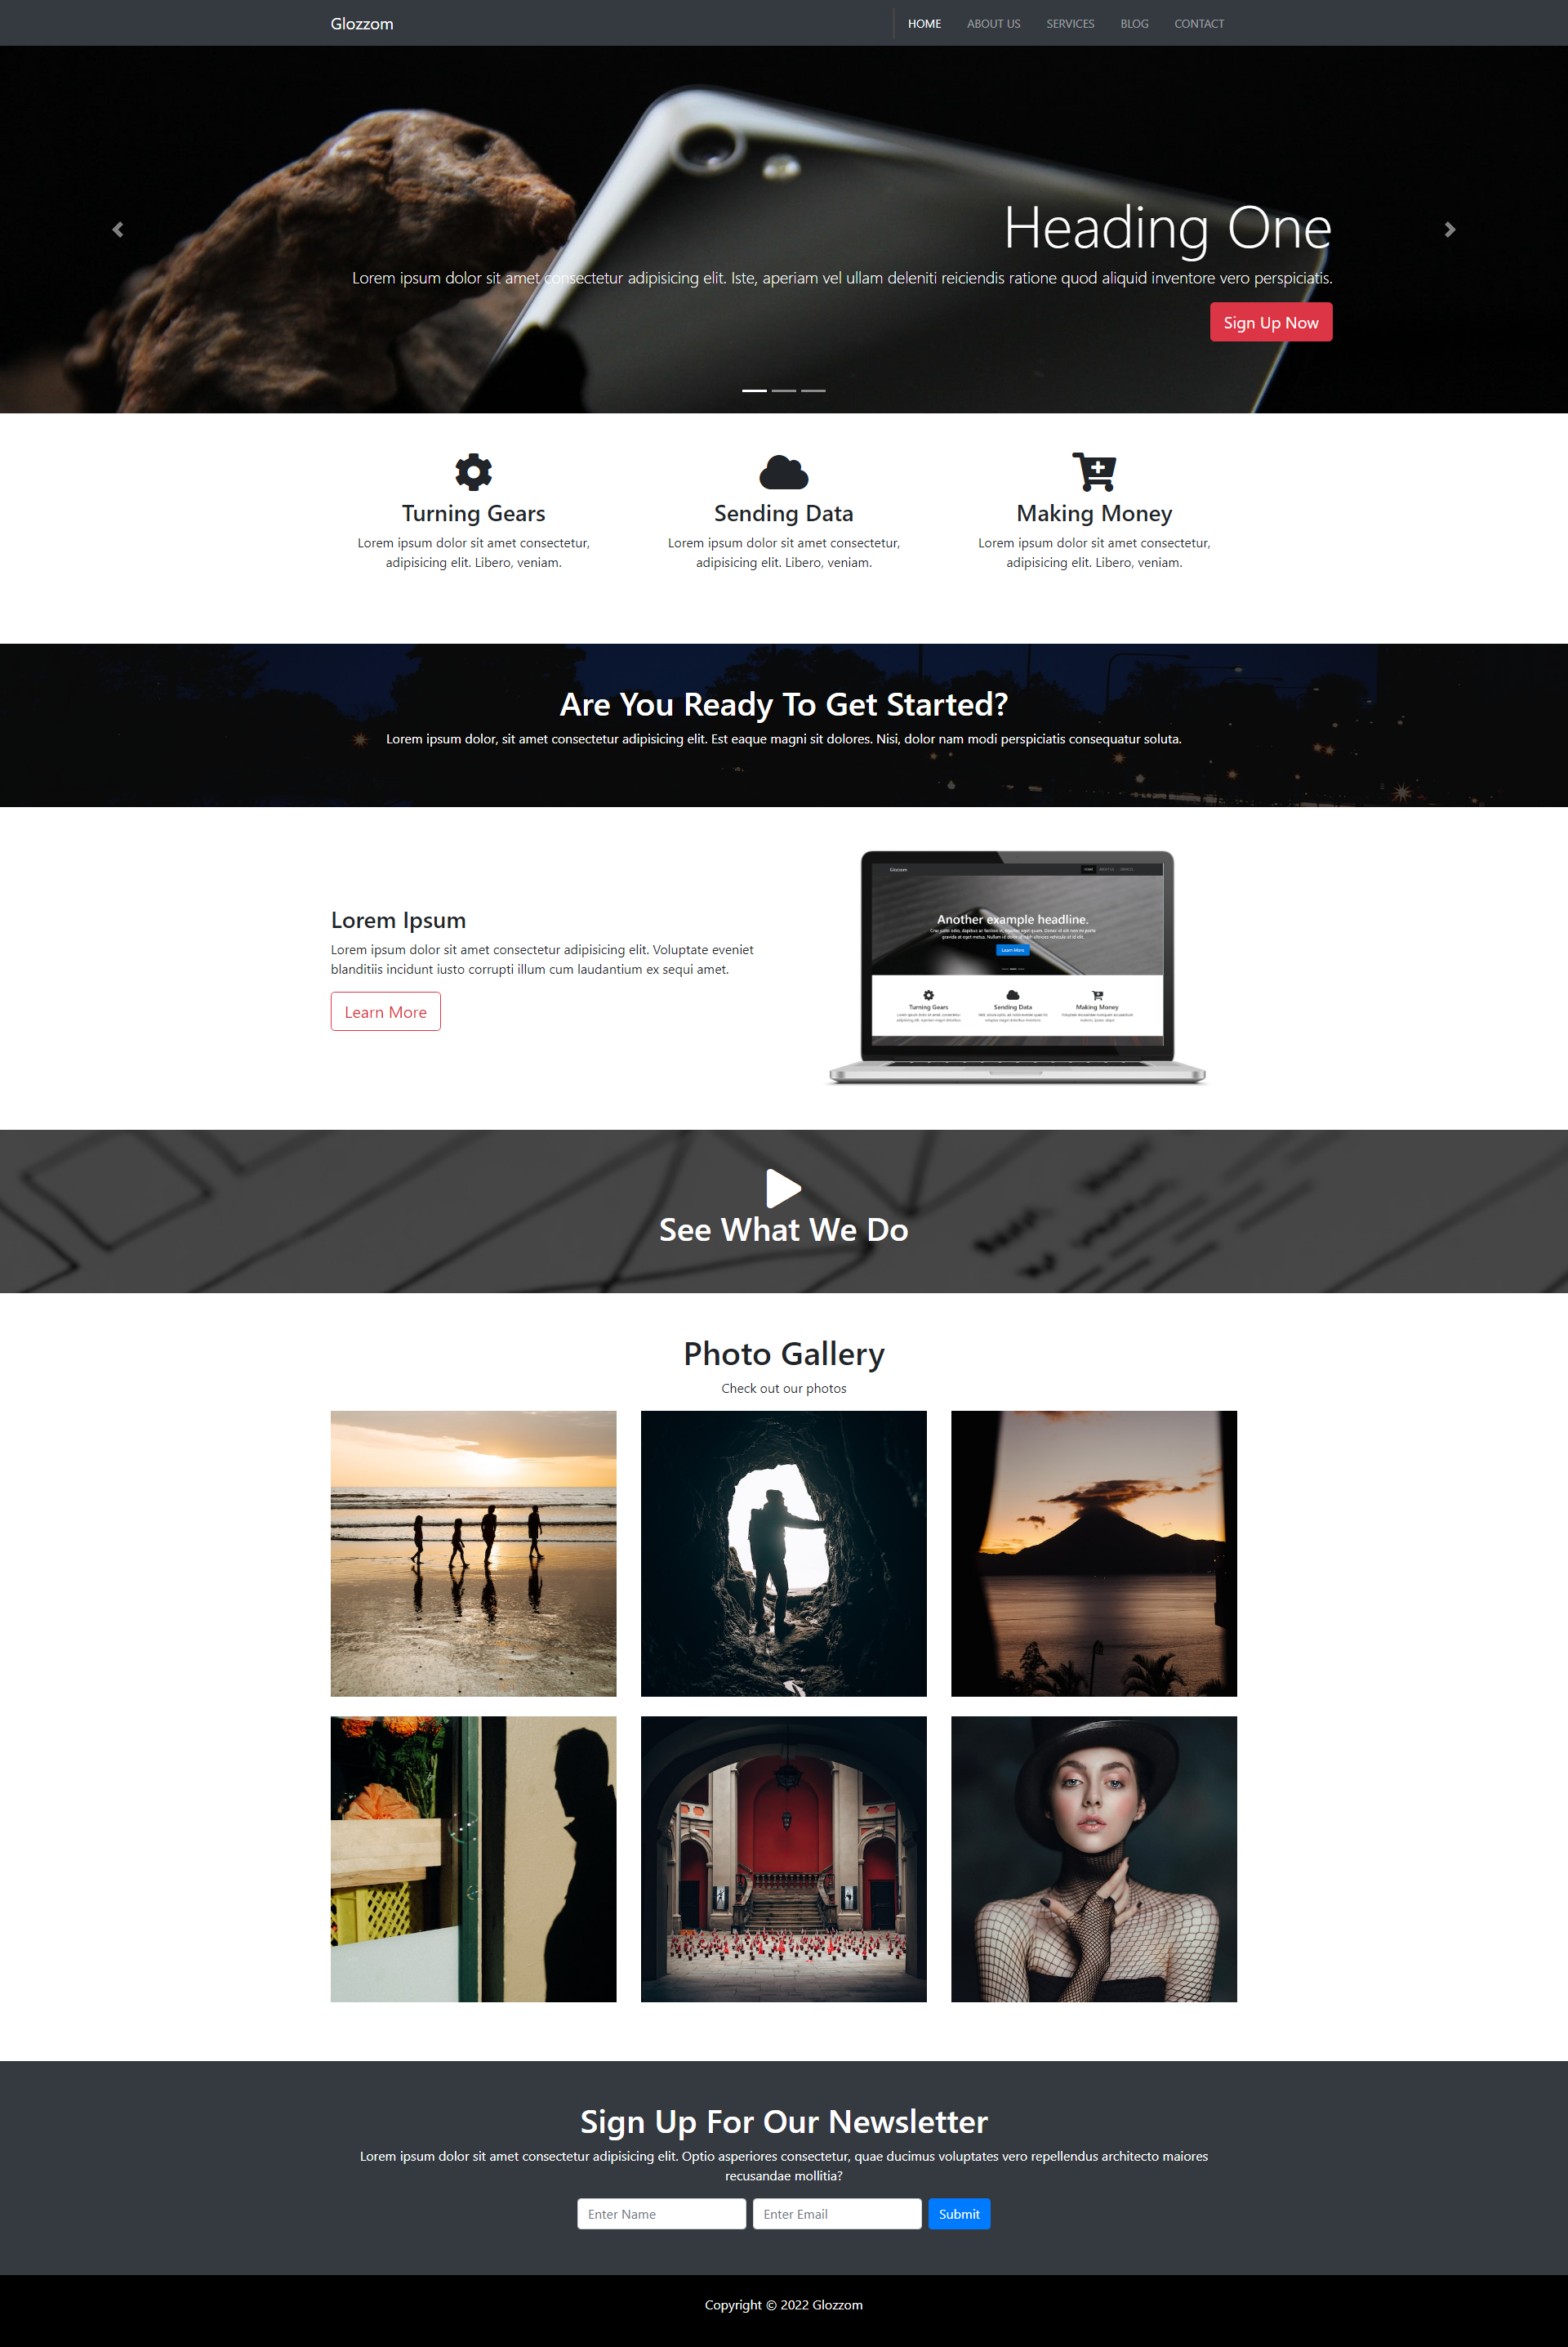 Glozzom
HOME ABOUT US SERVICES BLOG CONTACT
Heading One
Lorem ipsum dolor sit amet consectetur adipisicing elit. Iste, aperiam vel ullam deleniti reiciendis ratione quod aliquid inventore vero perspiciatis.
Sign Up Now
Turning Gears
Lorem ipsum dolor sit amet consectetur,
adipisicing elit. Libero, veniam.
Sending Data
Lorem ipsum dolor sit amet consectetur,
adipisicing elit. Libero, veniam.
Making Money
Lorem ipsum dolor sit amet consectetur,
adipisicing elit. Libero, veniam.
Are You Ready To Get Started?
Lorem ipsum dolor, sit amet consectetur adipisicing elit. Est eaque magni sit dolores. Nisi, dolor nam modi perspiciatis consequatur soluta.
Lorem Ipsum
Lorem ipsum dolor sit amet consectetur adipisicing elit. Voluptate eveniet
blanditiis incidunt iusto corrupti illum cum laudantium ex sequi amet.
Learn More
Glozzom
HOME ABOUT US SERVICES
Another example headline.
Learn More
Turning Gears
Sending Data
Making Money
See What We Do
Photo Gallery
Check out our photos
Sign Up For Our Newsletter
Lorem ipsum dolor sit amet consectetur adipisicing elit. Optio asperiores consectetur, quae ducimus voluptates vero repellendus architecto maiores
recusandae mollitia?
Enter Name
Enter Email
Submit
Copyright © 2022 Glozzom